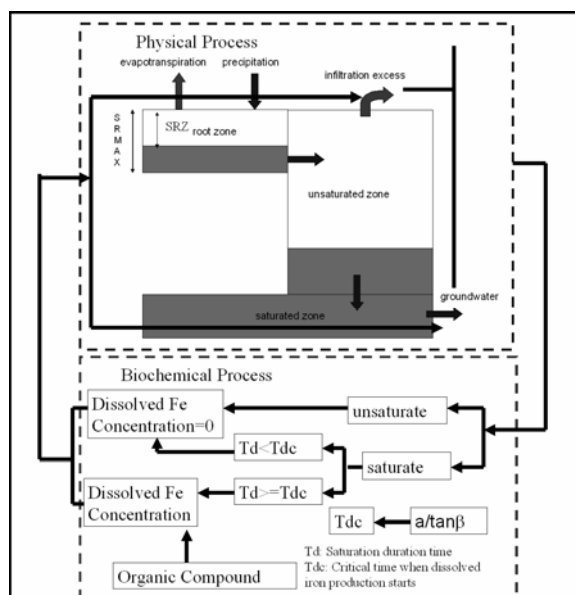 Physical Process
evapotranspiration precipitation infiltration excess
SRMAX
SRZ root zone
unsaturated zone
groundwater
saturated zone
Biochemical Process
Dissolved Fe
Concentration=0
unsaturate
Td<Tdc
saturate
Dissolved Fe
Concentration
Td>=Tdc
Tdc
a/tanβ
Td: Saturation duration time
Tdc: Critical time when dissolved
iron production starts
Organic Compound